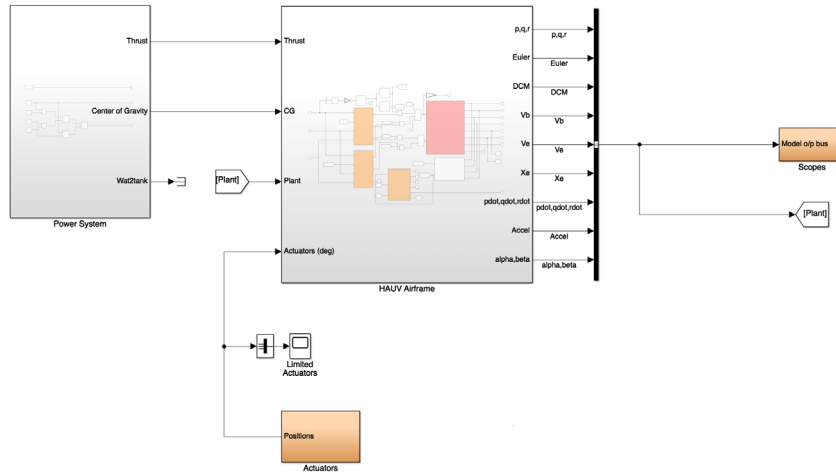 Thrust
Center of Gravity
Wat2tank
Power System
[Plant]
Thrust
CG
Plant
Actuators (deg)
p,q,r
Euler
DCM
Vb
Ve
Xe
pdot,qdot,rdot
Accel
alpha,beta
HAUV Airframe
p,q,r
Euler
DCM
Vb
Ve
Xe
pdot,qdot,rdot
Accel
alpha,beta
Model o/p bus
Scopes
[Plant]
Limited
Actuators
Positions
Actuators